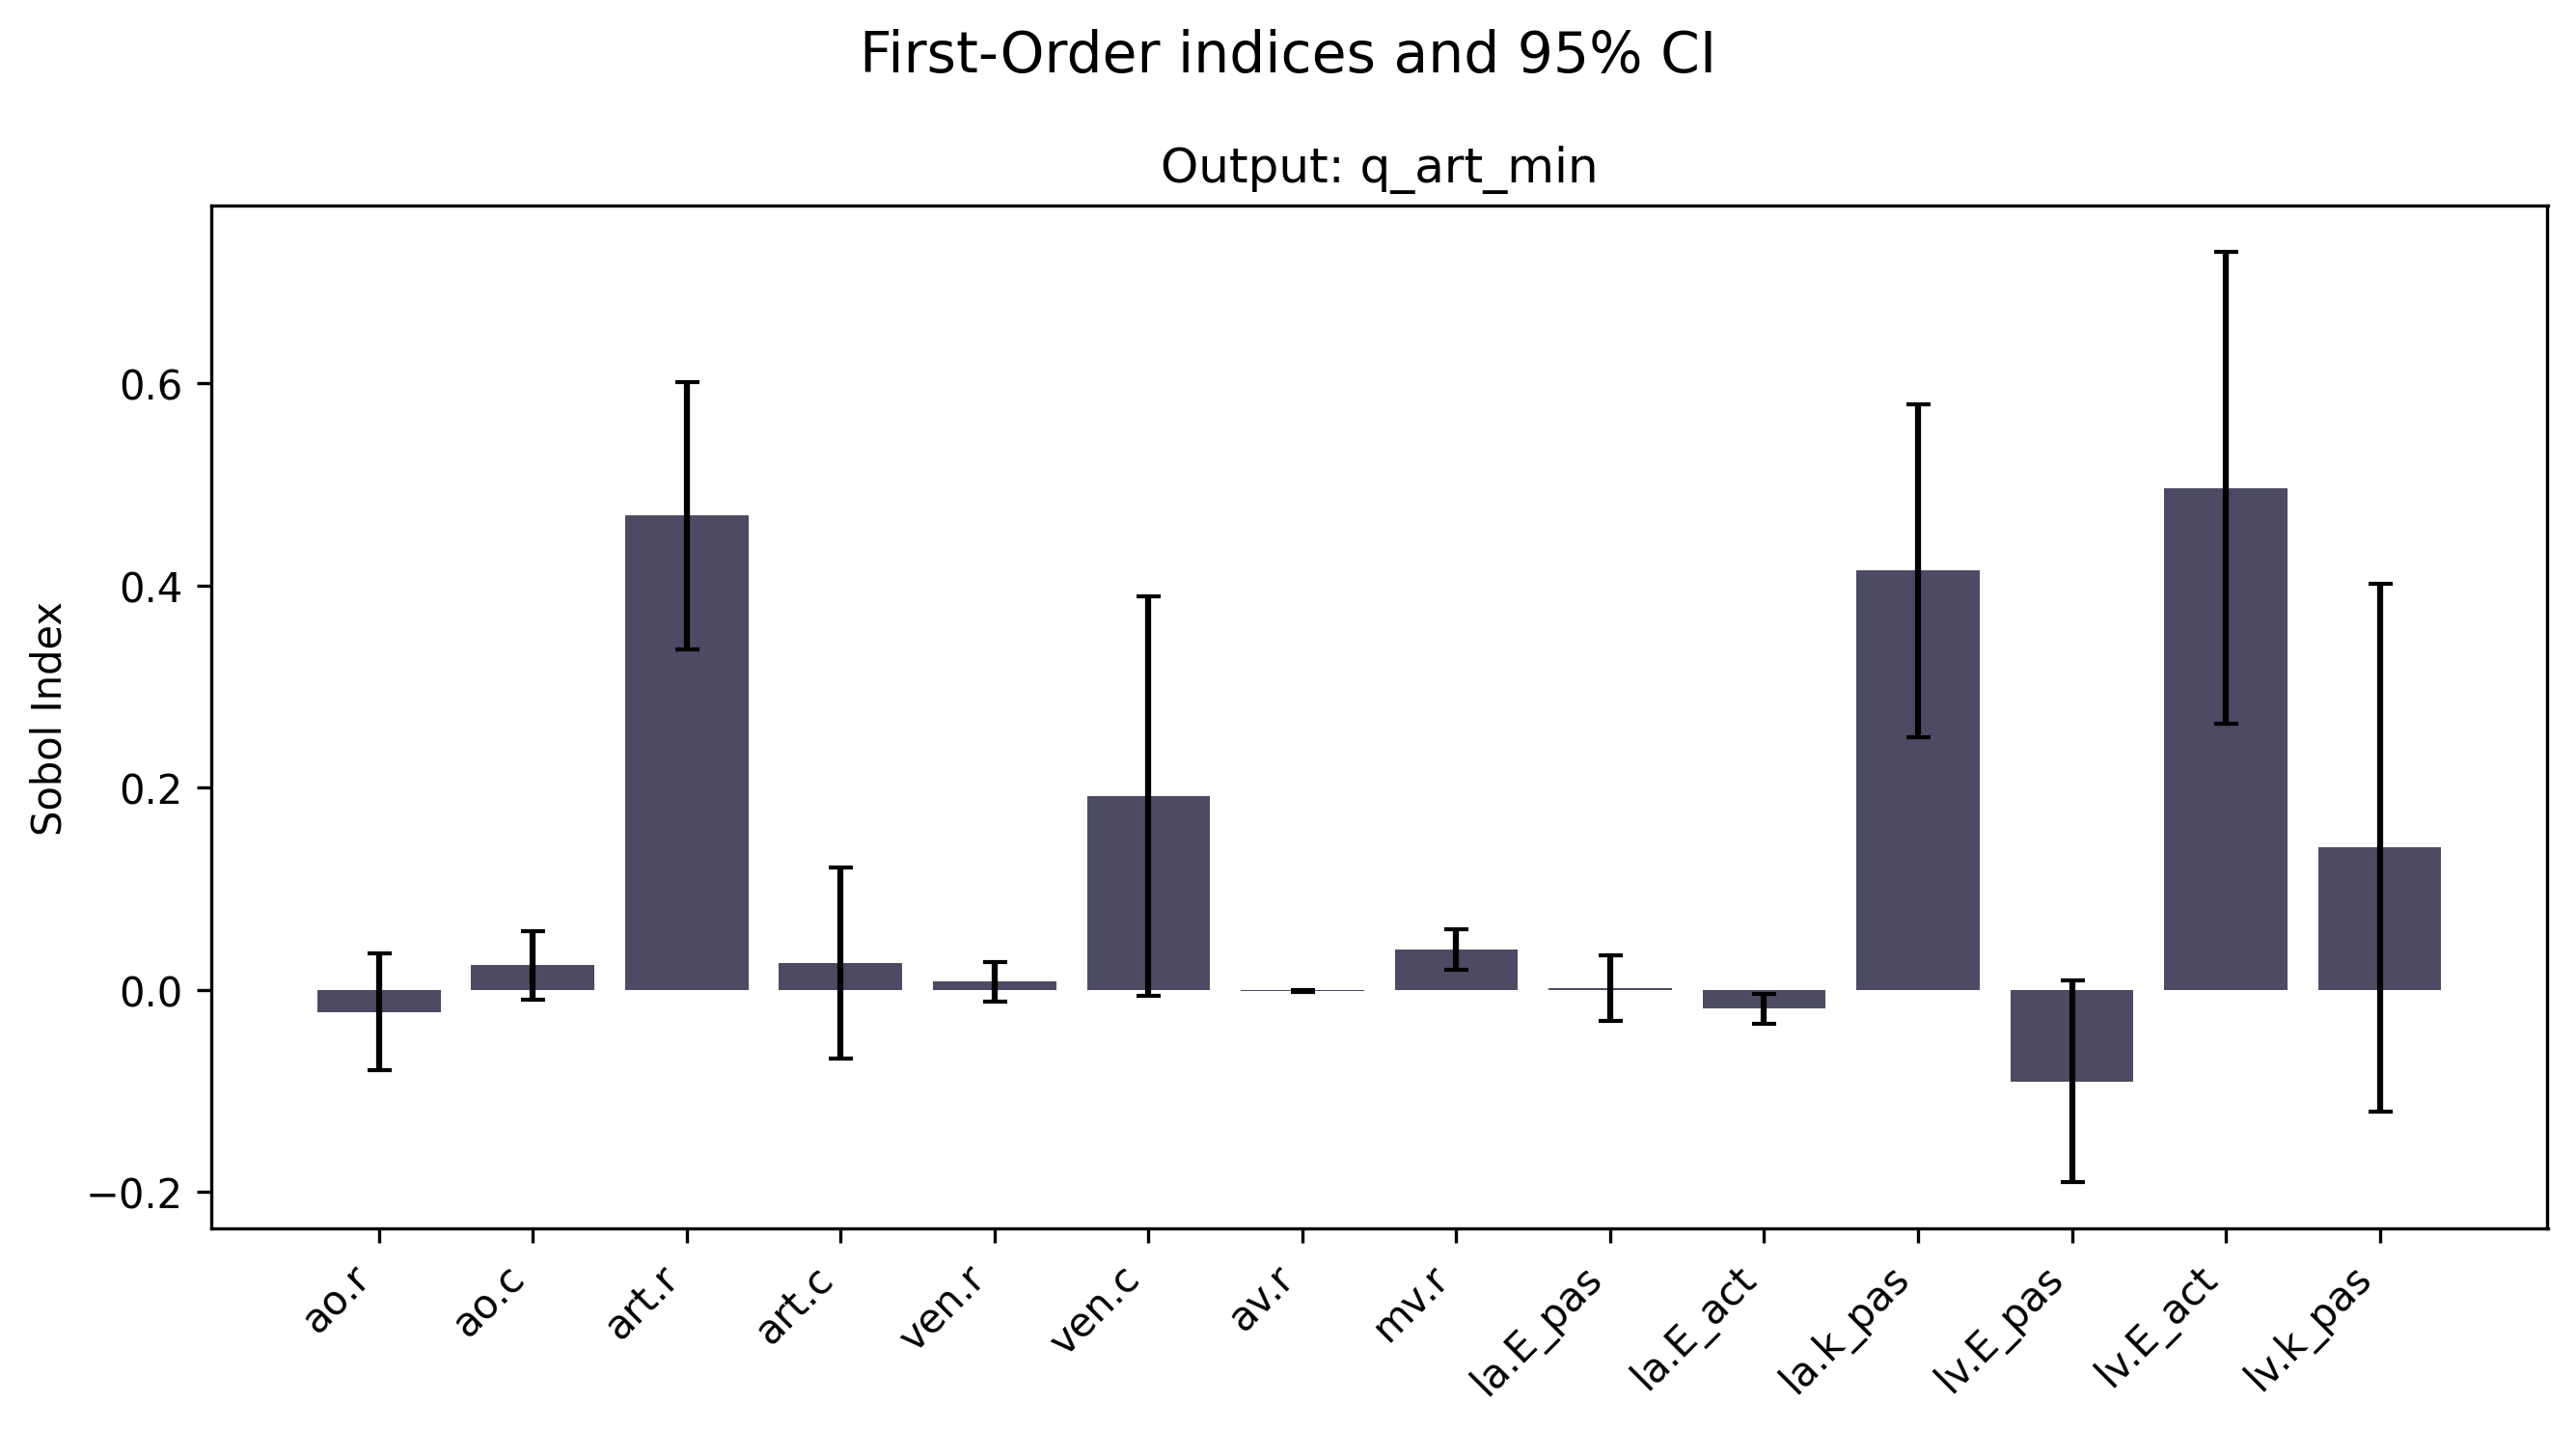 First-Order indices and 95% CI
Output: q_art_min
Sobol Index
0.6
0.4
0.2
0.0
−0.2
ao.r
ao.c
art.r
art.c
ven.r
ven.c
av.r
mv.r
la.E_pas
la.E_act
la.k_pas
lv.E_pas
lv.E_act
lv.k_pas